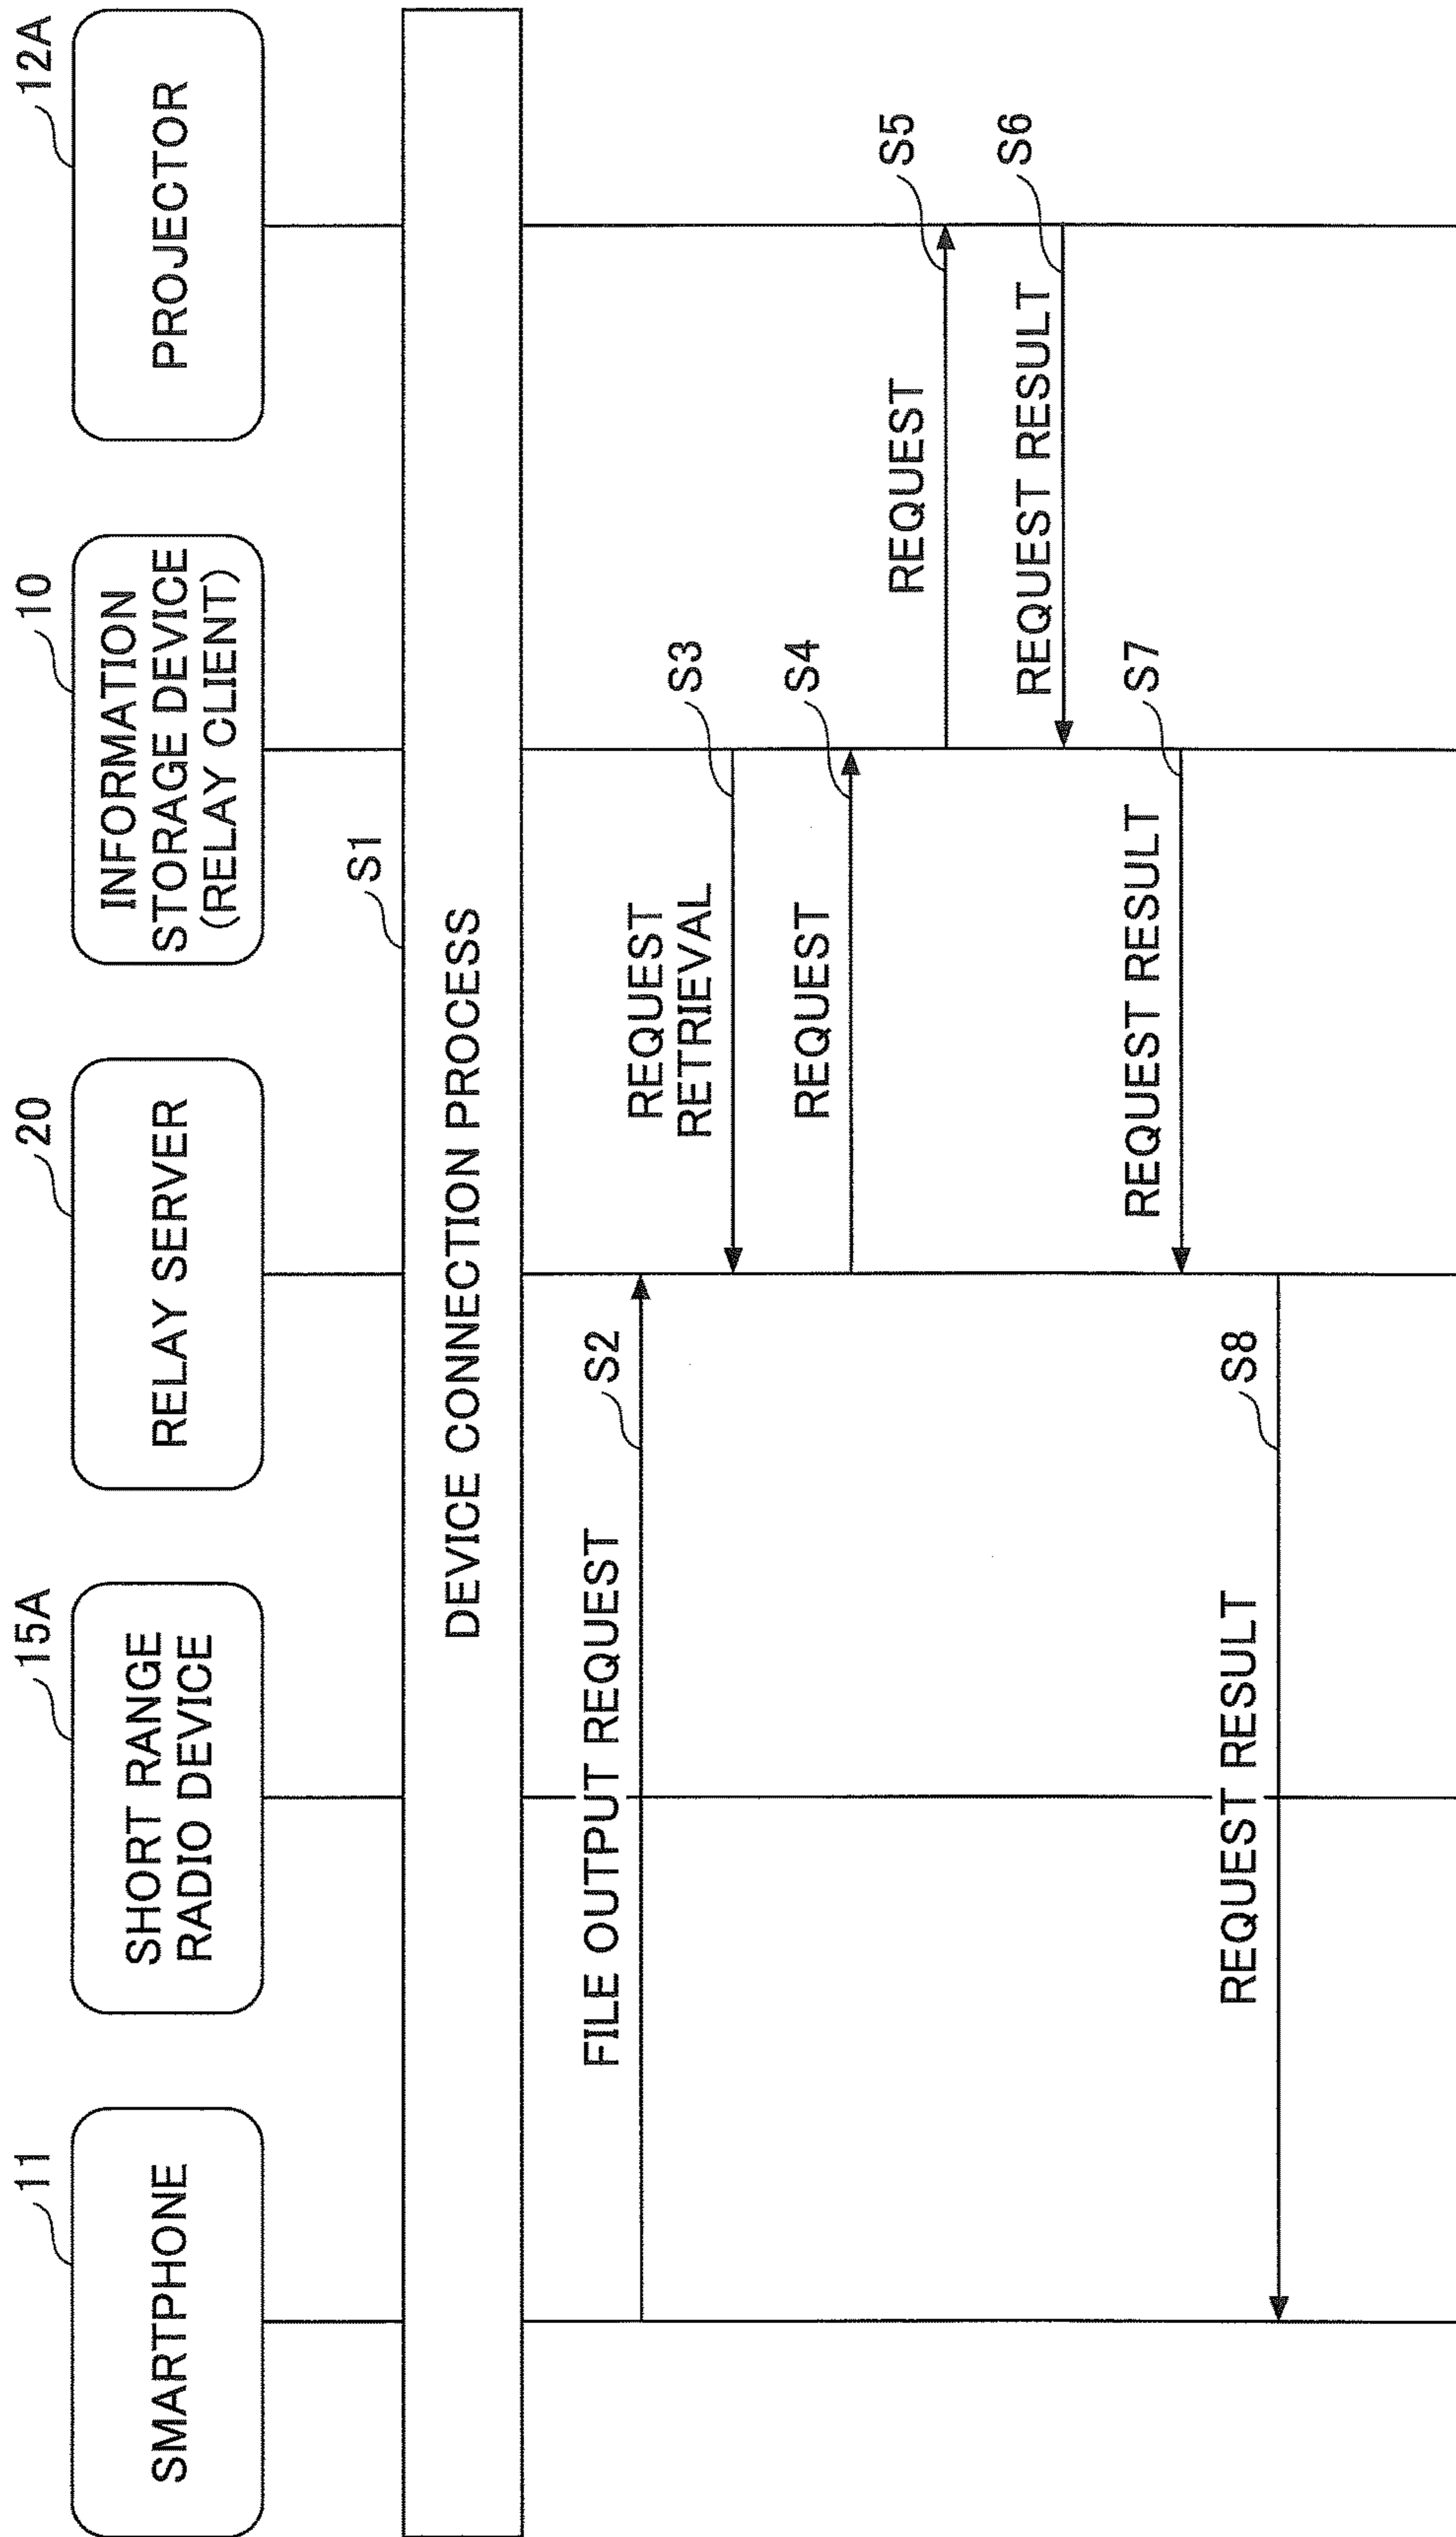 11
SMARTPHONE
15A
SHORT RANGE
RADIO DEVICE
20
RELAY SERVER
10
INFORMATION
STORAGE DEVICE
(RELAY CLIENT)
12A
PROJECTOR
S1
DEVICE CONNECTION PROCESS
FILE OUTPUT REQUEST
S2
REQUEST
RETRIEVAL
S3
REQUEST
S4
REQUEST
S5
REQUEST RESULT
S6
REQUEST RESULT
S7
REQUEST RESULT
S8